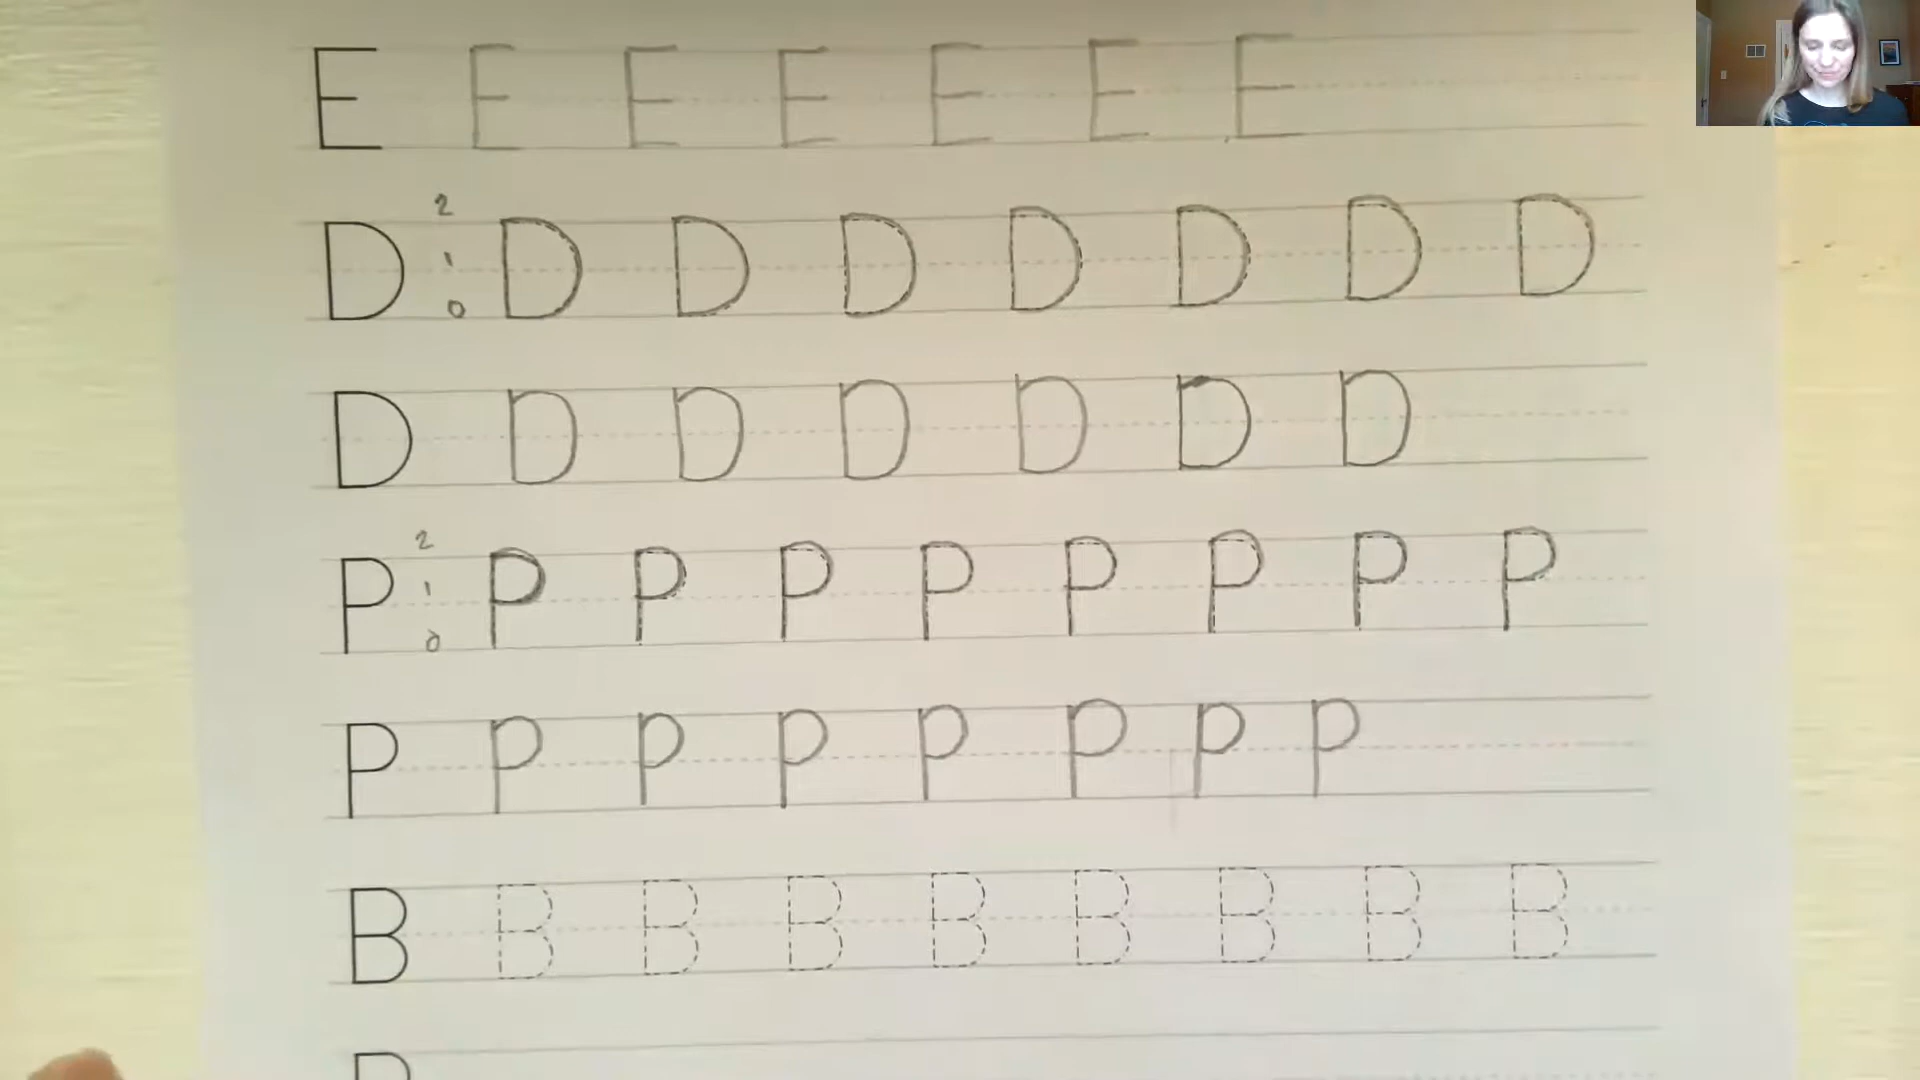 E E E E E E E
2
D D D D D D D D
1
0
D D D D D D D
2
P P P P P P P P P
1
0
P P P P P P P P
B B B B B B B B B